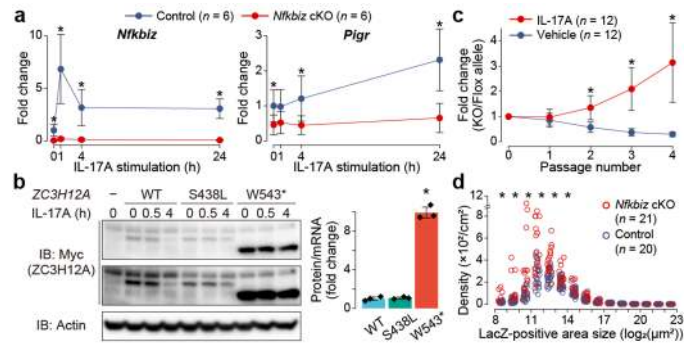 a
Control (n = 6)
Nfkbiz cKO (n = 6)
Nfkbiz
Pigr
Fold change
10
5
0
* * * *
0 1 4 24
IL-17A stimulation (h)
Fold change
3
2
1
0
* * * *
0 1 4 24
IL-17A stimulation (h)
c
IL-17A (n = 12)
Vehicle (n = 12)
Fold change
(KO/Flox allele)
4
3
2
1
0
* * *
0 1 2 3 4
Passage number
b
ZC3H12A – WT S438L W543*
IL-17A (h) 0 0 0.5 4 0 0.5 4 0 0.5 4
IB: Myc
(ZC3H12A)
IB: Actin
Protein/mRNA
(fold change)
10
5
0
*
WT
S438L
W543*
d
Nfkbiz cKO
(n = 21)
Control
(n = 20)
Density (×10²/cm²)
12
8
6
4
2
0
* * * * * * *
8 11 14 17 20 23
LacZ-positive area size (log₂(µm²))